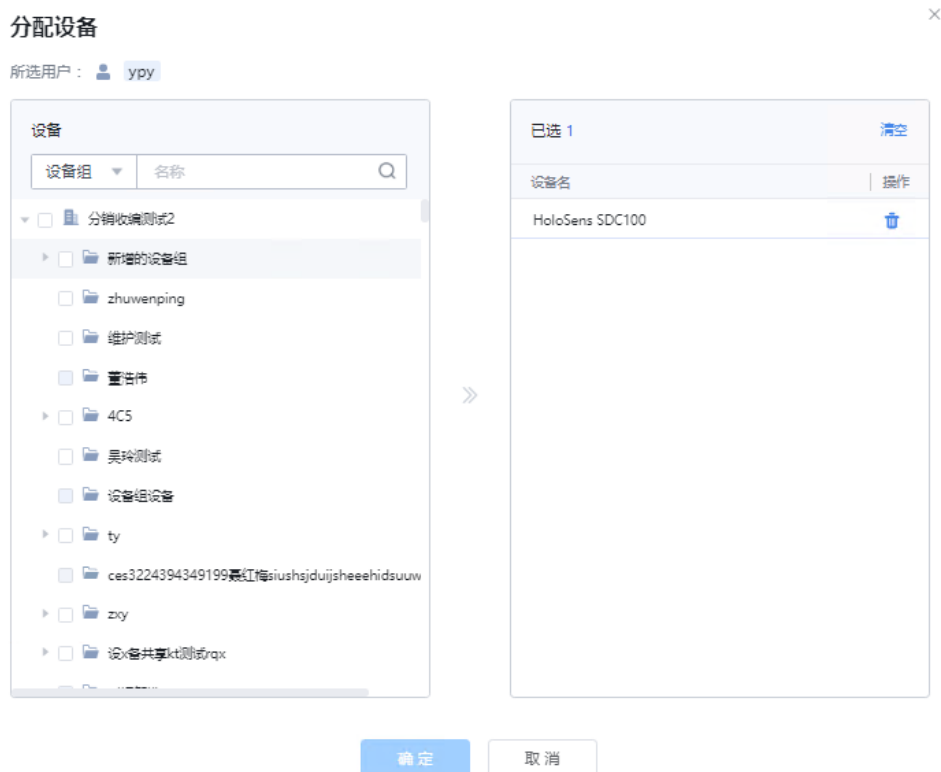 分配设备
所选用户： ypy
设备
设备组 名称
分销收编测试2
新增的设备组
zhuwenping
维护测试
董浩伟
4C5
吴玲测试
设备组设备
ty
ces3224394349199聂红梅siushsjduijsheeehidsuuw
zxy
设x备共享kt测试rqx
已选 1 清空
设备名 操作
HoloSens SDC100
确定 取消